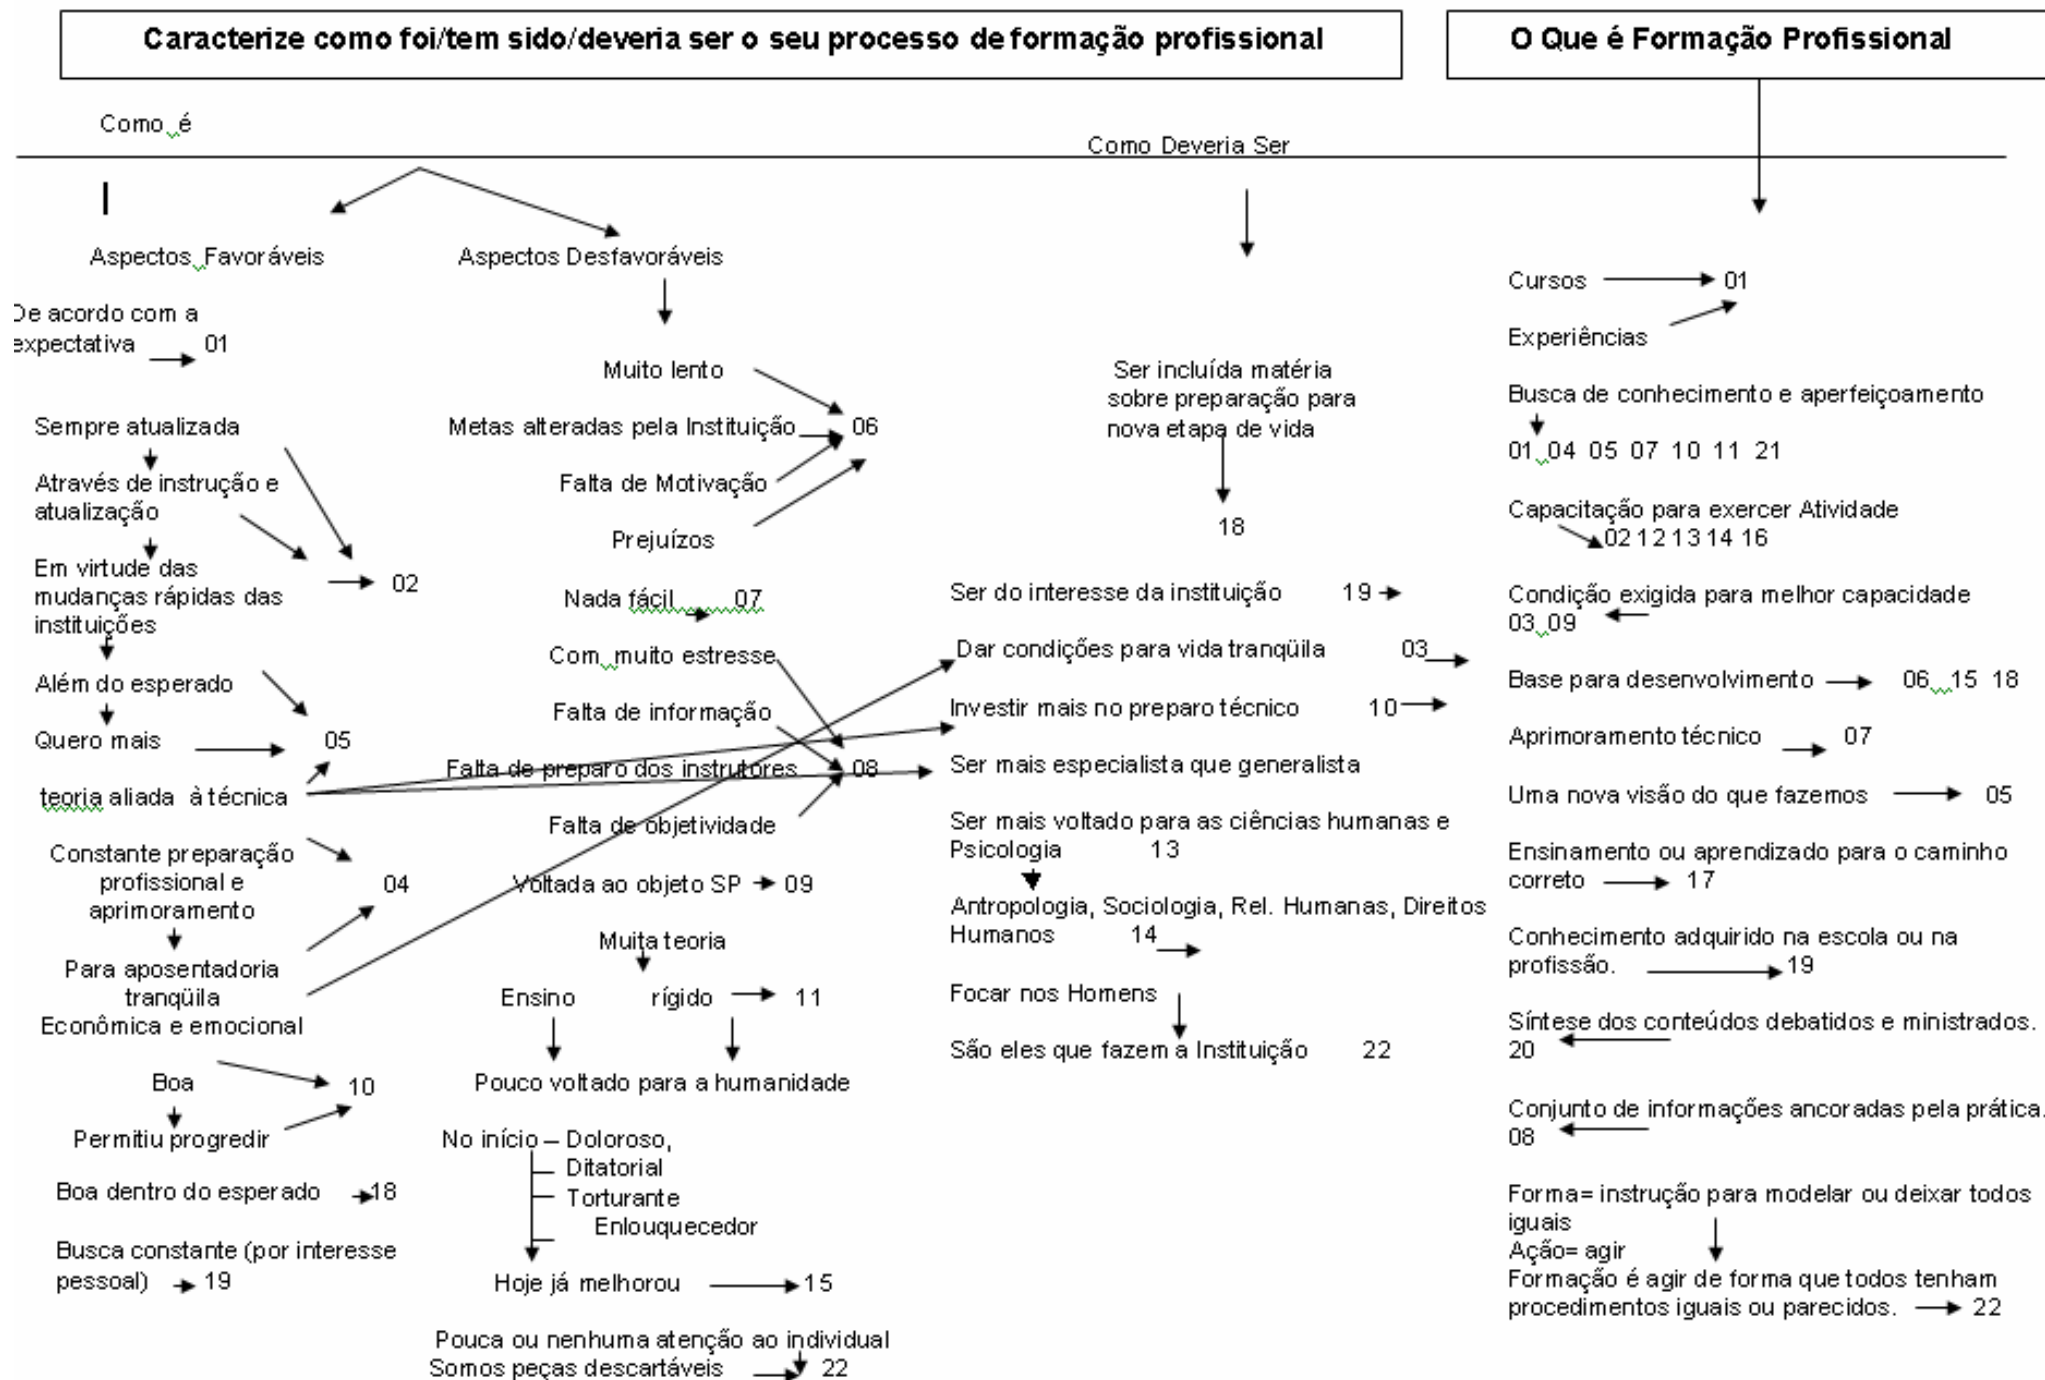 Caracterize como foi/tem sido/deveria ser o seu processo de formação profissional
O Que é Formação Profissional
Como é
Como Deveria Ser
Aspectos Favoráveis
De acordo com a
expectativa 01
Sempre atualizada
Através de instrução e
atualização
Em virtude das
mudanças rápidas das
instituições
02
Além do esperado
Quero mais
05
teoria aliada à técnica
Constante preparação
profissional e
aprimoramento
04
Para aposentadoria
tranqüila
Econômica e emocional
Boa
10
Permitiu progredir
Boa dentro do esperado 18
Busca constante (por interesse
pessoal) 19
Aspectos Desfavoráveis
Muito lento
Metas alteradas pela Instituição 06
Falta de Motivação
Prejuízos
Nada fácil 07
Com muito estresse
Falta de informação
Falta de preparo dos instrutores 08
Falta de objetividade
Voltada ao objeto SP 09
Muita teoria
Ensino rígido 11
Pouco voltado para a humanidade
No início – Doloroso,
Ditatorial
Torturante
Enlouquecedor
Hoje já melhorou 15
Pouca ou nenhuma atenção ao individual
Somos peças descartáveis 22
Ser incluída matéria
sobre preparação para
nova etapa de vida
18
Ser do interesse da instituição 19
Dar condições para vida tranqüila 03
Investir mais no preparo técnico 10
Ser mais especialista que generalista
Ser mais voltado para as ciências humanas e
Psicologia 13
Antropologia, Sociologia, Rel. Humanas, Direitos
Humanos 14
Focar nos Homens
São eles que fazem a Instituição 22
Cursos 01
Experiências
Busca de conhecimento e aperfeiçoamento
01 04 05 07 10 11 21
Capacitação para exercer Atividade
02 12 13 14 16
Condição exigida para melhor capacidade
03 09
Base para desenvolvimento 06 15 18
Aprimoramento técnico 07
Uma nova visão do que fazemos 05
Ensinamento ou aprendizado para o caminho
correto 17
Conhecimento adquirido na escola ou na
profissão. 19
Síntese dos conteúdos debatidos e ministrados.
20
Conjunto de informações ancoradas pela prática.
08
Forma= instrução para modelar ou deixar todos
iguais
Ação= agir
Formação é agir de forma que todos tenham
procedimentos iguais ou parecidos. 22